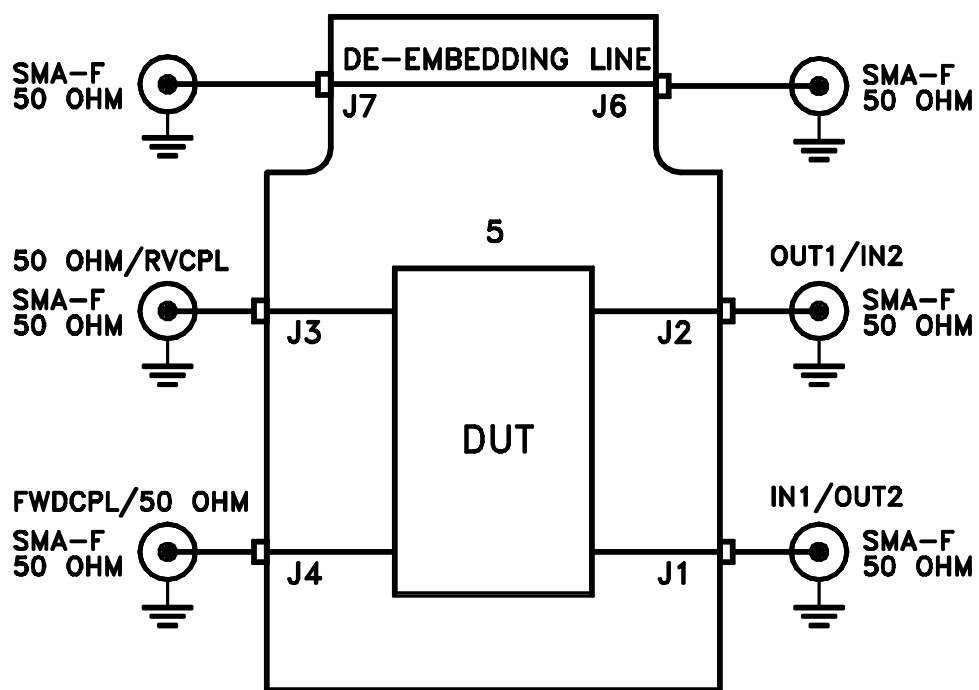 DE-EMBEDDING LINE
SMA-F
50 OHM
J7
J6
SMA-F
50 OHM
5
50 OHM/RVCPL
SMA-F
50 OHM
J3
OUT1/IN2
J2
SMA-F
50 OHM
DUT
FWDCPL/50 OHM
SMA-F
50 OHM
J4
IN1/OUT2
J1
SMA-F
50 OHM